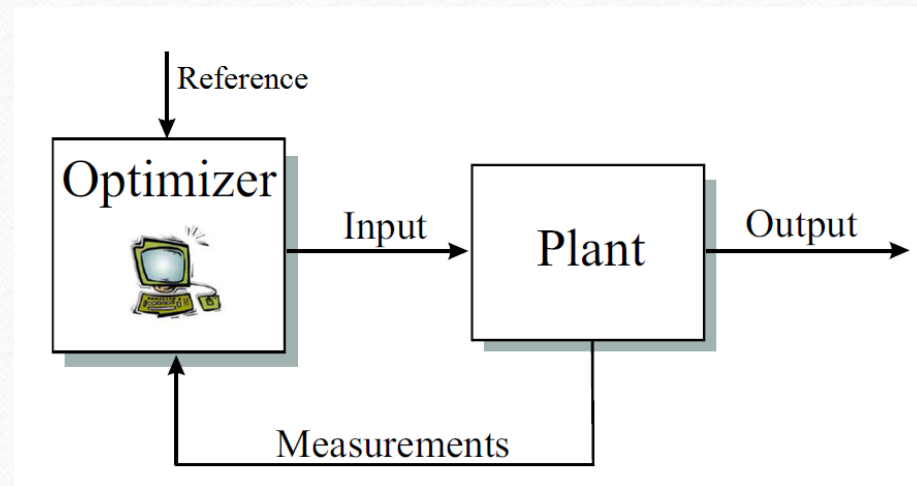 Reference
Optimizer
Input
Plant
Output
Measurements